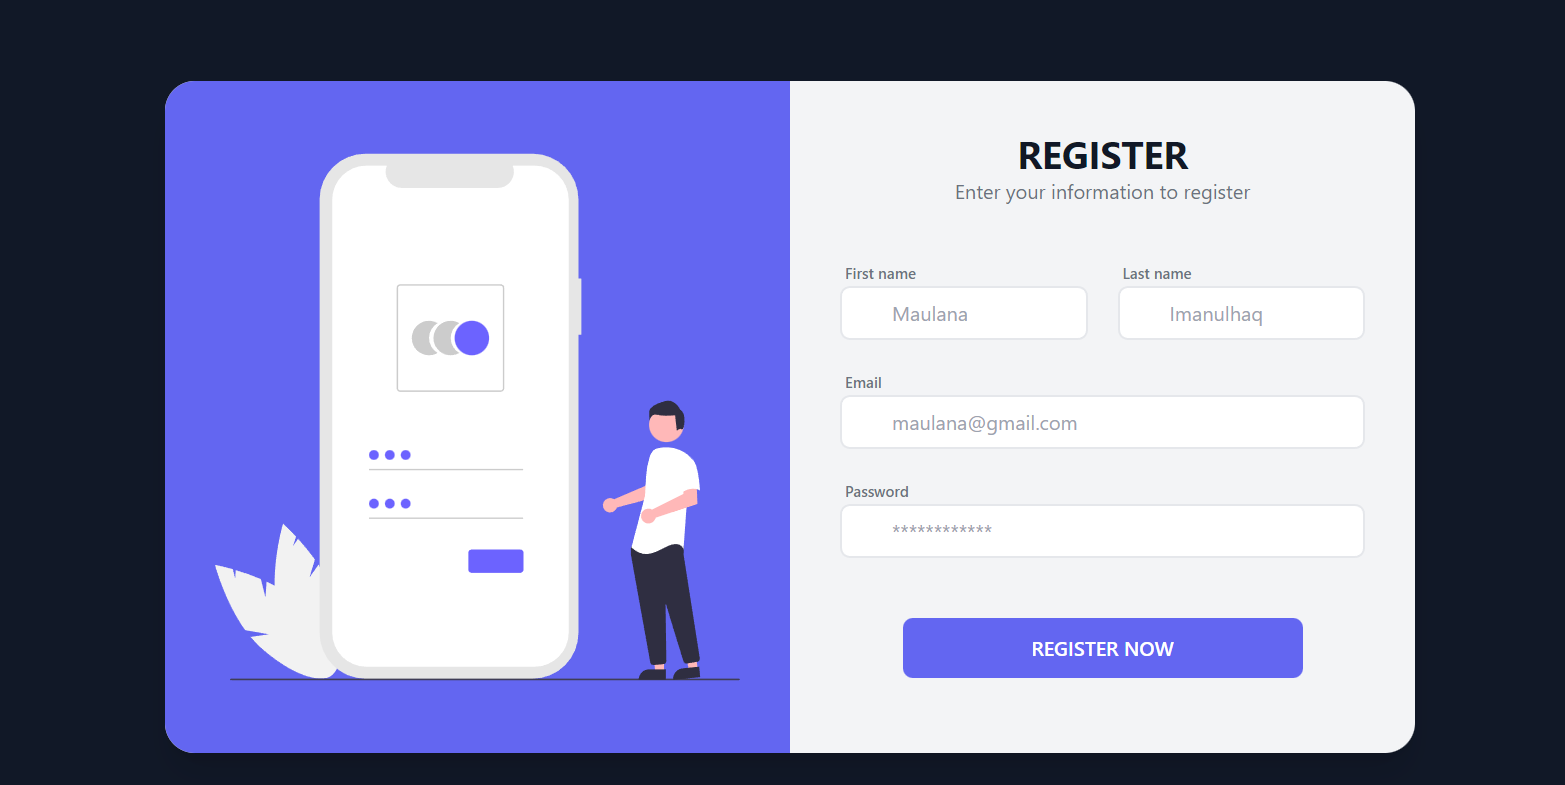 REGISTER
Enter your information to register
First name
Last name
Maulana
Imanulhaq
Email
maulana@gmail.com
Password
************
REGISTER NOW